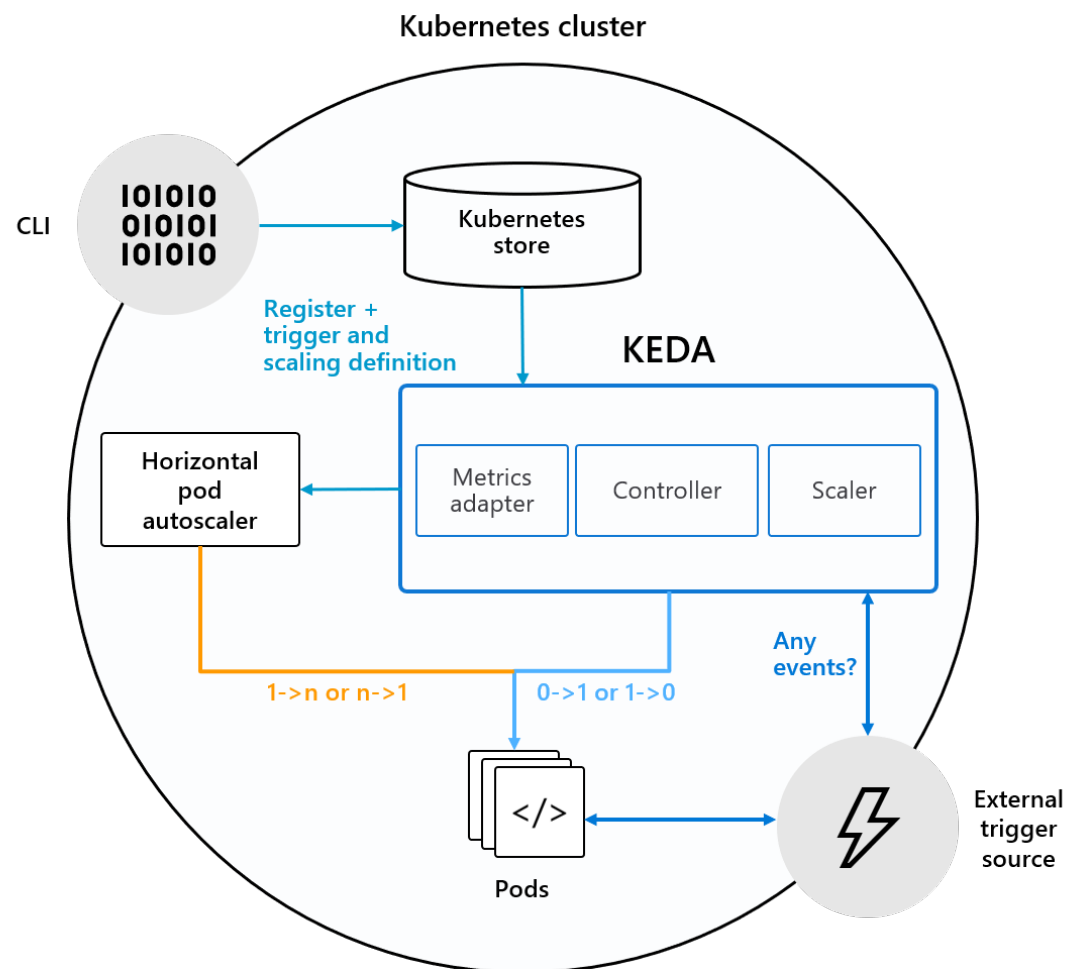 Kubernetes cluster
CLI
101010
010101
101010
Kubernetes
store
Register +
trigger and
scaling definition
KEDA
Horizontal
pod
autoscaler
Metrics
adapter
Controller
Scaler
Any
events?
1->n or n->1
0->1 or 1->0
</>
Pods
External
trigger
source